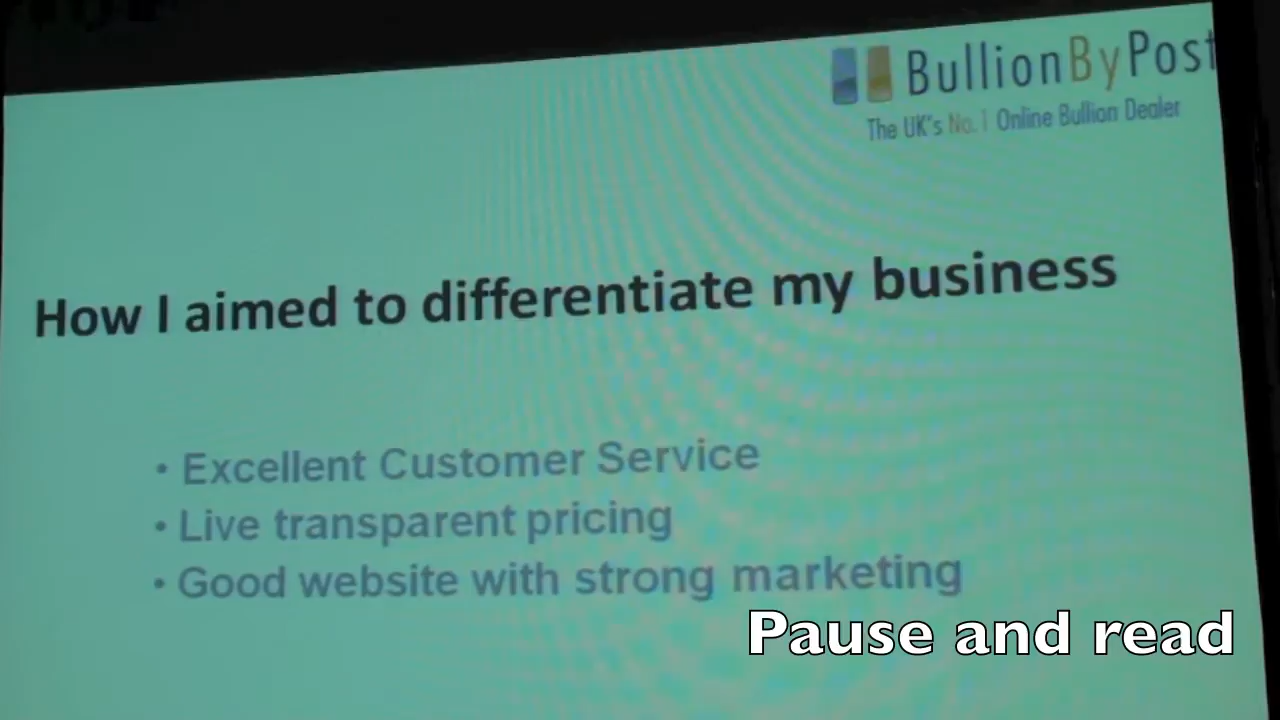 BullionByPost
The UK's No.1 Online Bullion Dealer
How I aimed to differentiate my business
• Excellent Customer Service
• Live transparent pricing
• Good website with strong marketing
Pause and read